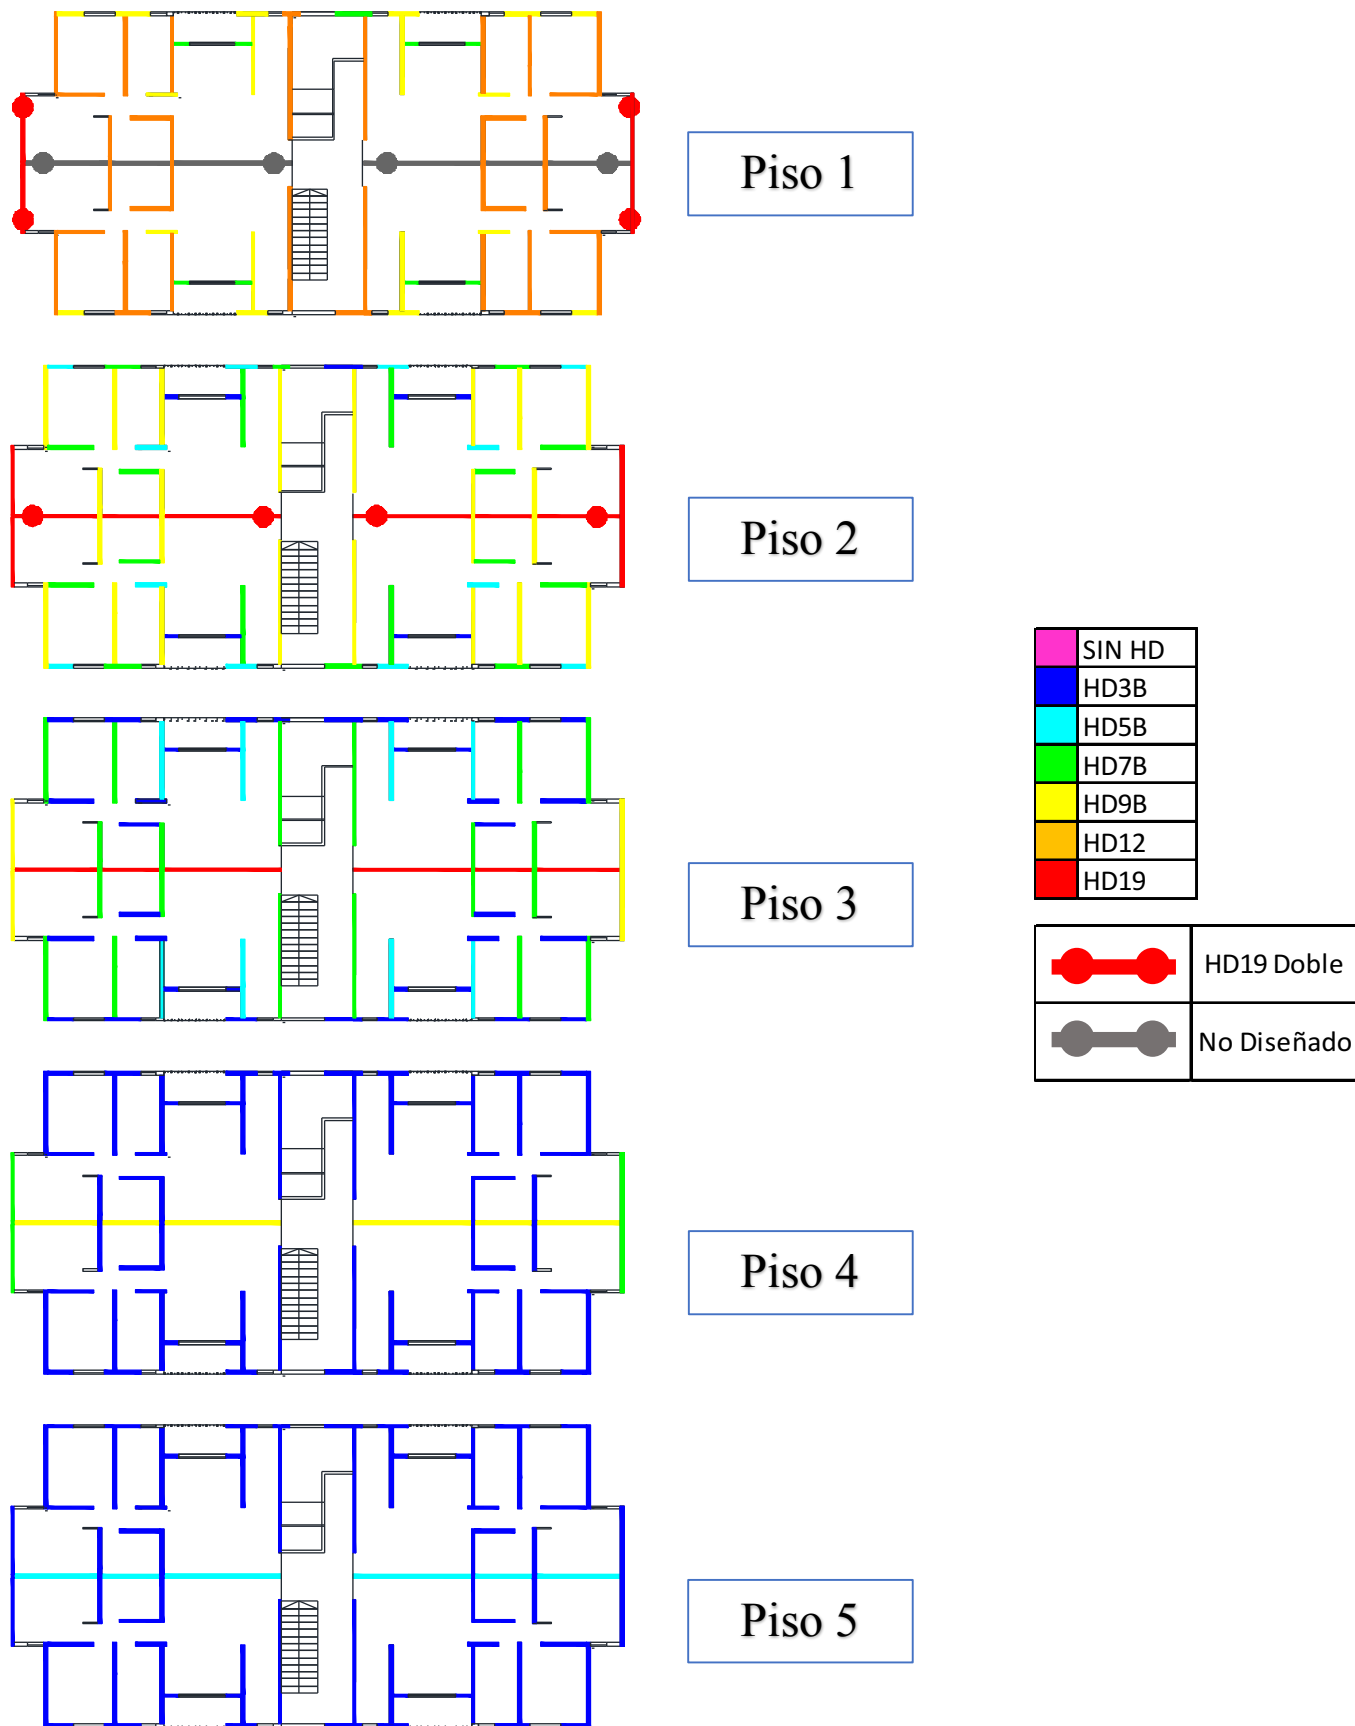 Piso 1
Piso 2
Piso 3
Piso 4
Piso 5
SIN HD
HD3B
HD5B
HD7B
HD9B
HD12
HD19
HD19 Doble
No Diseñado